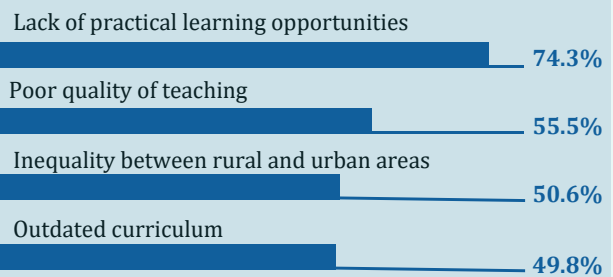 Lack of practical learning opportunities
74.3%
Poor quality of teaching
55.5%
Inequality between rural and urban areas
50.6%
Outdated curriculum
49.8%